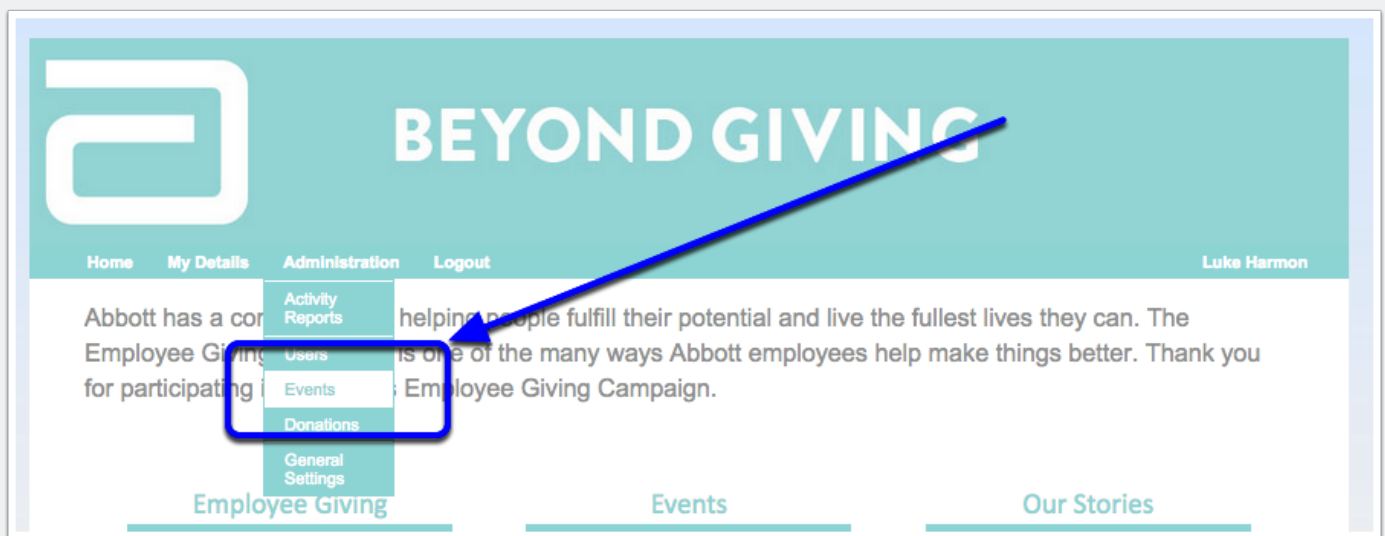 BEYOND GIVING
Home My Details Administration Logout Luke Harmon
Activity
Reports
Users
Events
Donations
General
Settings
Abbott has a con helping people fulfill their potential and live the fullest lives they can. The
Employee Giving is one of the many ways Abbott employees help make things better. Thank you
for participating i s Employee Giving Campaign.
Employee Giving Events Our Stories